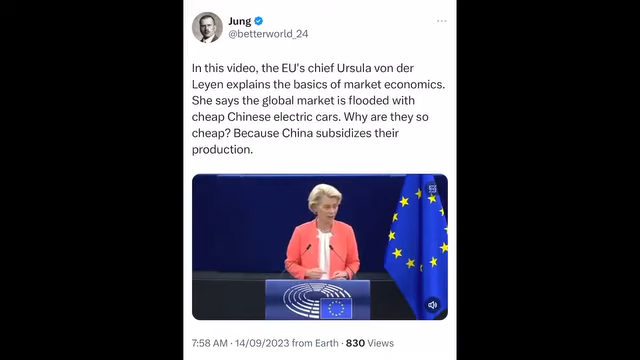 Jung
@betterworld_24
In this video, the EU's chief Ursula von der
Leyen explains the basics of market economics.
She says the global market is flooded with
cheap Chinese electric cars. Why are they so
cheap? Because China subsidizes their
production.
7:58 AM · 14/09/2023 from Earth · 830 Views